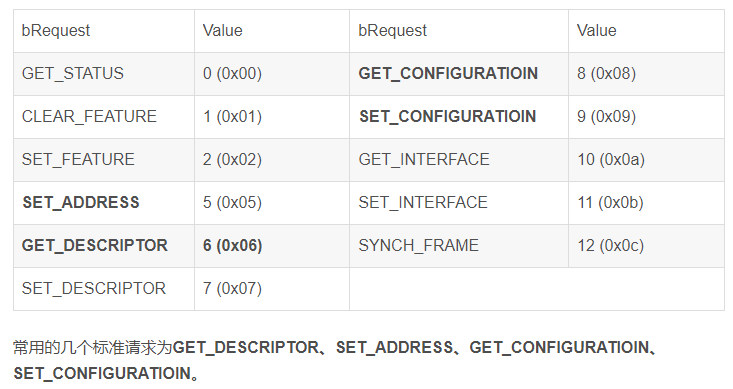 bRequest Value bRequest Value
GET_STATUS 0 (0x00) GET_CONFIGURATIOIN 8 (0x08)
CLEAR_FEATURE 1 (0x01) SET_CONFIGURATIOIN 9 (0x09)
SET_FEATURE 2 (0x02) GET_INTERFACE 10 (0x0a)
SET_ADDRESS 5 (0x05) SET_INTERFACE 11 (0x0b)
GET_DESCRIPTOR 6 (0x06) SYNCH_FRAME 12 (0x0c)
SET_DESCRIPTOR 7 (0x07)
常用的几个标准请求为GET_DESCRIPTOR、SET_ADDRESS、GET_CONFIGURATIOIN、
SET_CONFIGURATIOIN。